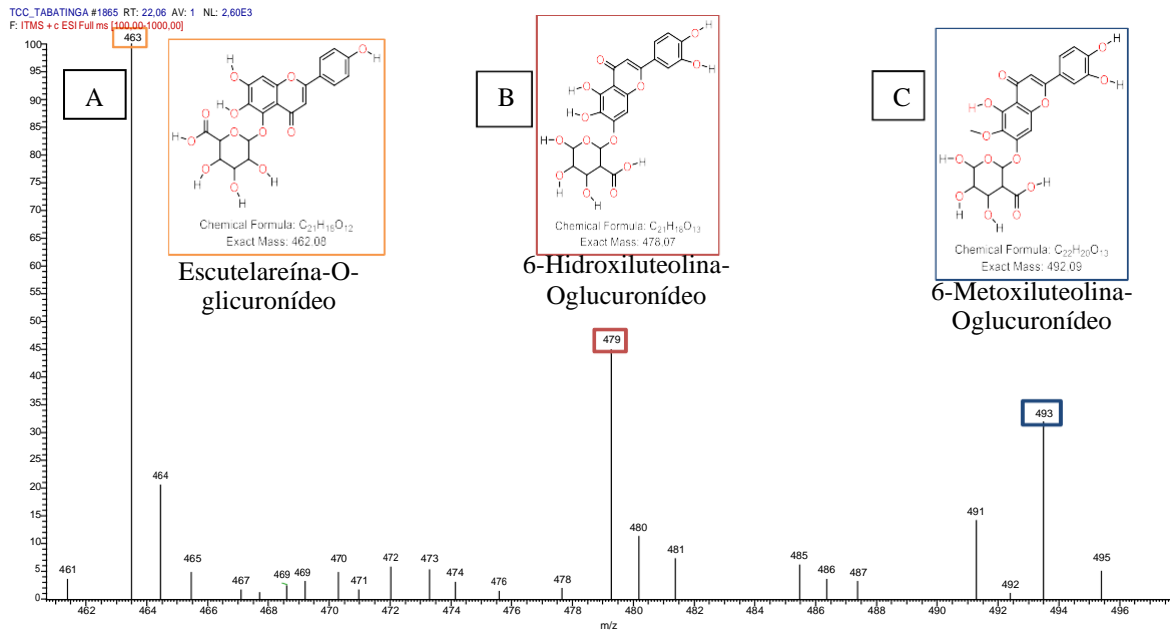 TCC_TABATINGA #1865 RT: 22,06 AV: 1 NL: 2,60E3
F: ITMS + c ESI Full ms [100,00-1000,00]
A
Chemical Formula: C21H18O12
Exact Mass: 462.08
Escutelareína-O-
glicuronídeo
B
Chemical Formula: C21H18O13
Exact Mass: 478.07
6-Hidroxiluteolina-
Oglucuronídeo
C
Chemical Formula: C22H20O13
Exact Mass: 492.09
6-Metoxiluteolina-
Oglucuronídeo
100
95
90
85
80
75
70
65
60
55
50
45
40
35
30
25
20
15
10
5
0
461
463
464
465
467
469
469
470
471
472
473
474
476
478
479
480
481
485
486
487
491
492
493
495
462 464 466 468 470 472 474 476 478 480 482 484 486 488 490 492 494 496
m/z